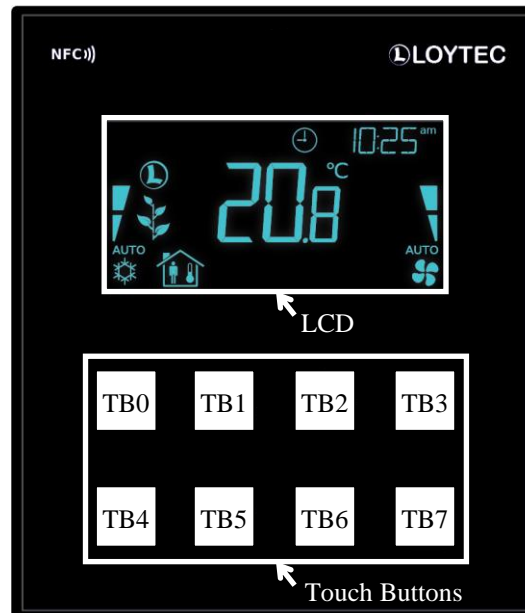 NFC
LOYTEC
10:25 am
20.8 °C
AUTO
AUTO
LCD
TB0 TB1 TB2 TB3
TB4 TB5 TB6 TB7
Touch Buttons